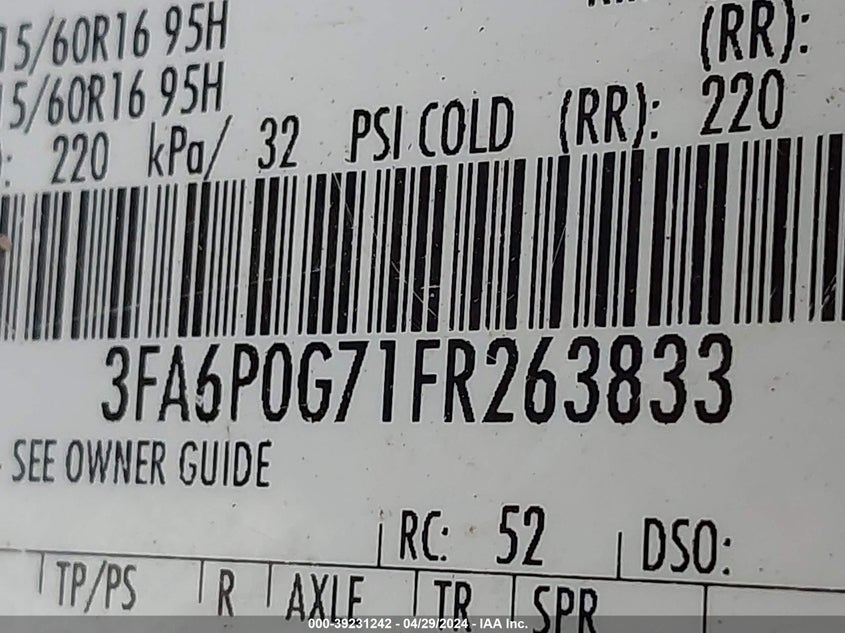 15/60R16 95H
(RR):
5/60R16 95H
: 220 kPa/ 32 PSI COLD (RR): 220
3FA6P0G71FR263833
SEE OWNER GUIDE
RC: 52 DSO:
TP/PS R AXLE TR SPR
000-39231242 - 04/29/2024 - IAA Inc.